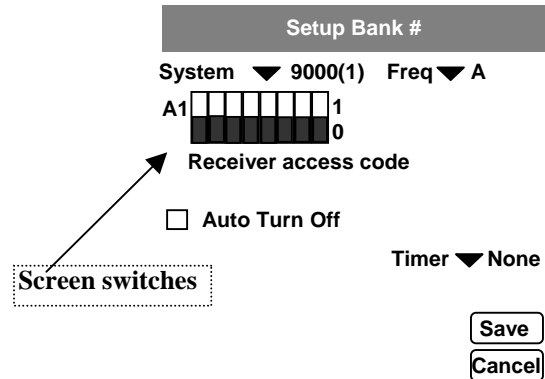 Setup Bank #
System 9000(1) Freq A
A1 1
0
Receiver access code
Auto Turn Off
Timer None
Screen switches
Save
Cancel